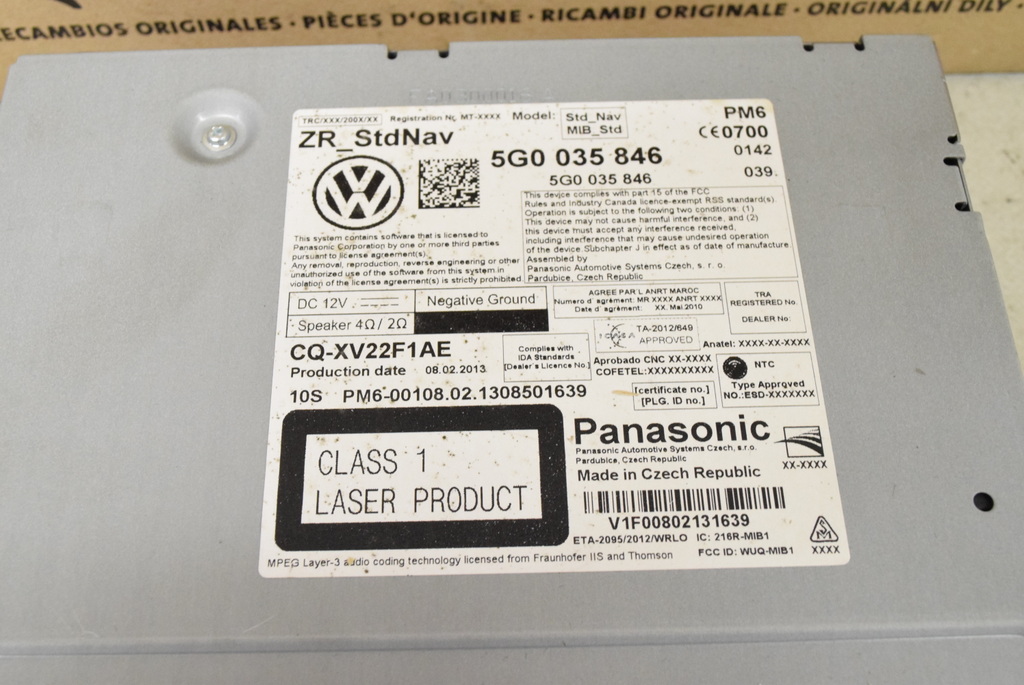 ECAMBIOS ORIGINALES · PIÈCES D'ORIGINE · RICAMBI ORIGINALE · ORIGINÁLNI DÍLY ·
TRC/XXX/200X/XX Registration Nr. MT-XXXX Model: Std_Nav
MIB_Std
PM6
ZR_StdNav
CE0700
5G0 035 846
0142
5G0 035 846
039.
This device complies with part 15 of the FCC
Rules and Industry Canada licence-exempt RSS standard(s).
Operation is subject to the following two conditions: (1)
This device may not cause harmful interference, and (2)
this device must accept any interference received,
including interference that may cause undesired operation
of the device.Subchapter J in effect as of date of manufacture
Assembled by
Panasonic Automotive Systems Czech, s. r. o.
Pardubice, Czech Republic
This system contains software that is licensed to
Panasonic Corporation by one or more third parties
pursuant to license agreement(s).
Any removal, reproduction, reverse engineering or other
unauthorized use of the software from this system in
violation of the license agreement(s) is strictly prohibited
DC 12V Negative Ground
Speaker 4Ω / 2Ω
AGREE PAR L ANRT MAROC
Numero d agrément: MR XXXX ANRT XXXX
Date d agrément: XX. Mai.2010
TRA
REGISTERED No
DEALER No:
TA-2012/649
APPROVED
Anatel: XXXX-XX-XXXX
CQ-XV22F1AE
Production date 08.02.2013
Complies with
IDA Standards
[Dealer's Licence No.]
Aprobado CNC XX-XXXX
COFETEL:XXXXXXXXXX
NTC
Type Approved
NO.:ESD-XXXXXXX
10S PM6-00108.02.1308501639
[certificate no.]
[PLG. ID no.]
CLASS 1
LASER PRODUCT
Panasonic
Panasonic Automotive Systems Czech, s.r.o.
Pardubice, Czech Republic
Made in Czech Republic
XX-XXXX
V1F00802131639
ETA-2095/2012/WRLO IC: 216R-MIB1
FCC ID: WUQ-MIB1
XXXX
MPEG Layer-3 audio coding technology licensed from Fraunhofer IIS and Thomson